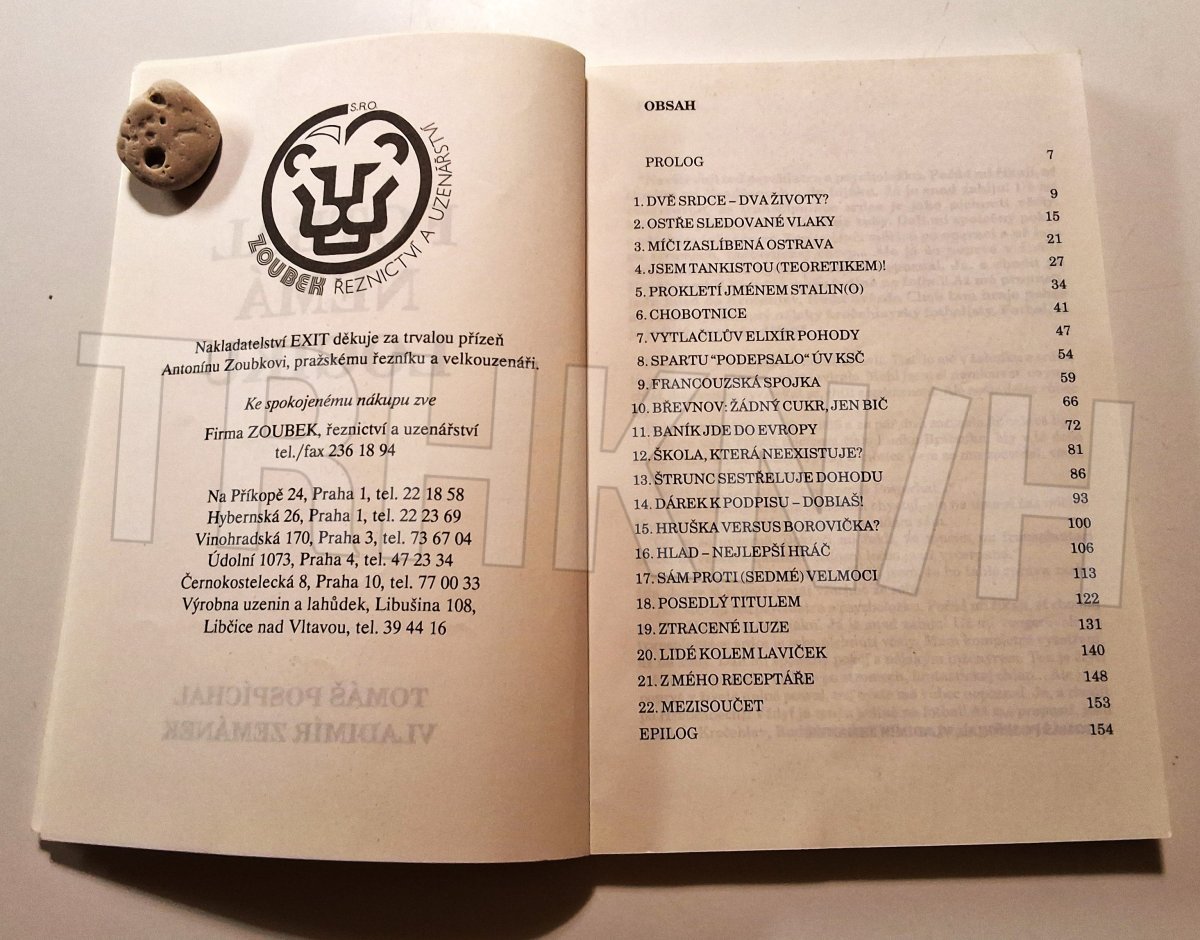 S.R.O.
ZOUBEK ŘEZNICTVÍ A UZENÁŘSTVÍ
Nakladatelství EXIT děkuje za trvalou přízeň
Antonínu Zoubkovi, pražskému řezníku a velkouzenáři.
Ke spokojenému nákupu zve
Firma ZOUBEK, řeznictví a uzenářství
tel./fax 236 18 94
Na Příkopě 24, Praha 1, tel. 22 18 58
Hybernská 26, Praha 1, tel. 22 23 69
Vinohradská 170, Praha 3, tel. 73 67 04
Údolní 1073, Praha 4, tel. 47 23 34
Černokostelecká 8, Praha 10, tel. 77 00 33
Výrobna uzenin a lahůdek, Libušina 108,
Libčice nad Vltavou, tel. 39 44 16
TOMÁŠ POSPÍCHAL
VLADIMÍR ZEMÁNEK
OBSAH
PROLOG 7
1. DVĚ SRDCE – DVA ŽIVOTY? 9
2. OSTŘE SLEDOVANÉ VLAKY 15
3. MÍČI ZASLÍBENÁ OSTRAVA 21
4. JSEM TANKISTOU (TEORETIKEM)! 27
5. PROKLETÍ JMÉNEM STALIN(O) 34
6. CHOBOTNICE 41
7. VYTLAČILŮV ELIXÍR POHODY 47
8. SPARTU "PODEPSALO" ÚV KSČ 54
9. FRANCOUZSKÁ SPOJKA 59
10. BŘEVNOV: ŽÁDNÝ CUKR, JEN BIČ 66
11. BANÍK JDE DO EVROPY 72
12. ŠKOLA, KTERÁ NEEXISTUJE? 81
13. ŠTRUNC SESTŘELUJE DOHODU 86
14. DÁREK K PODPISU – DOBIAŠ! 93
15. HRUŠKA VERSUS BOROVIČKA? 100
16. HLAD – NEJLEPŠÍ HRÁČ 106
17. SÁM PROTI (SEDMÉ) VELMOCI 113
18. POSEDLÝ TITULEM 122
19. ZTRACENÉ ILUZE 131
20. LIDÉ KOLEM LAVIČEK 140
21. Z MÉHO RECEPTÁŘE 148
22. MEZISOUČET 153
EPILOG 154
TRHKNI/H